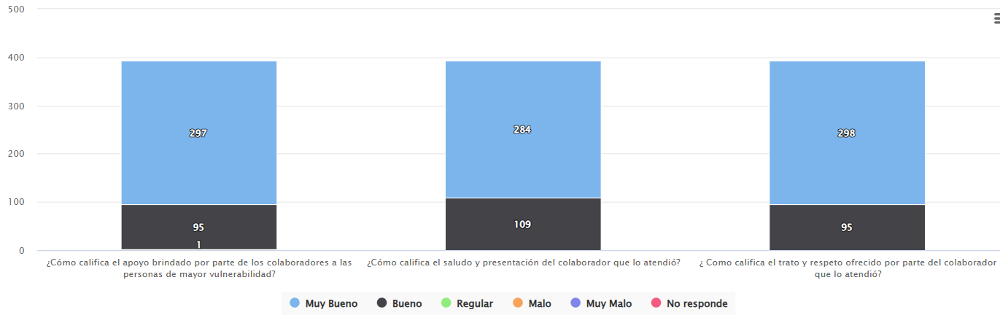 500
400
300
200
100
0
297
95
1
284
109
298
95
¿Cómo califica el apoyo brindado por parte de los colaboradores a las
personas de mayor vulnerabilidad?
¿Cómo califica el saludo y presentación del colaborador que lo atendió?
¿ Como califica el trato y respeto ofrecido por parte del colaborador
que lo atendió?
Muy Bueno Bueno Regular Malo Muy Malo No responde